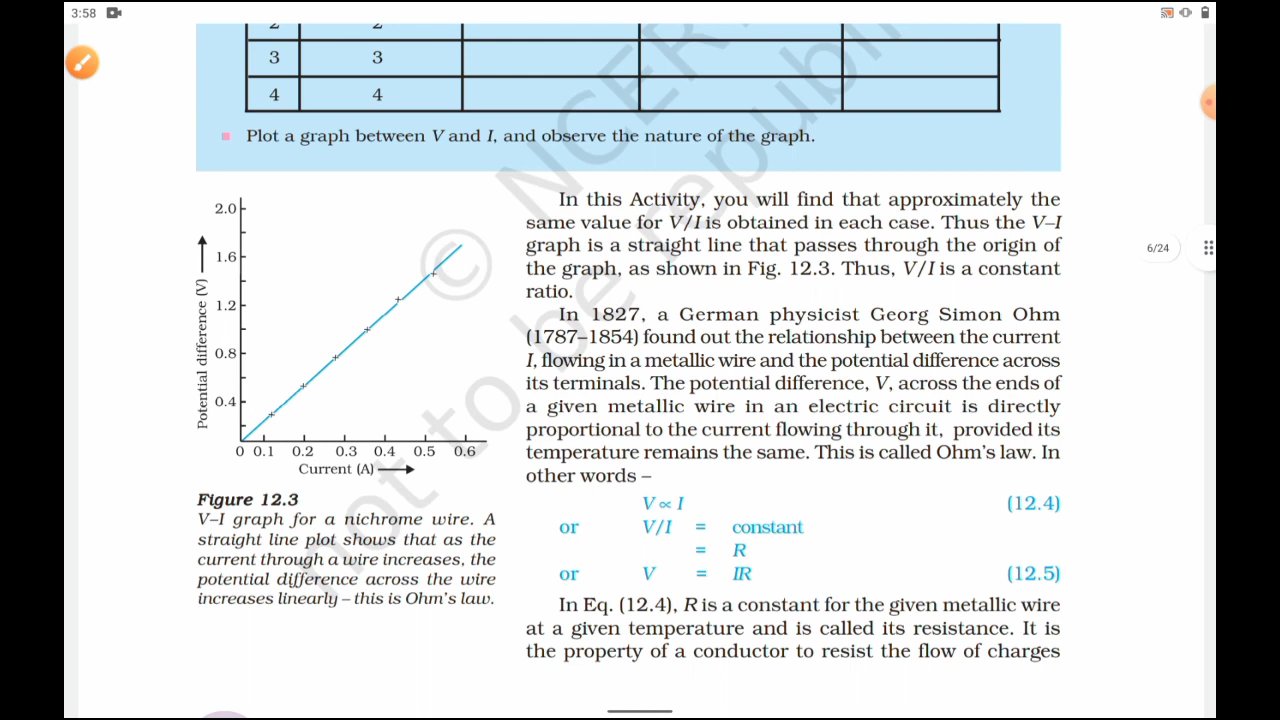 3:58
2 2
3 3
4 4
Plot a graph between V and I, and observe the nature of the graph.
2.0
1.6
1.2
0.8
0.4
Potential difference (V)
0 0.1 0.2 0.3 0.4 0.5 0.6
Current (A)
Figure 12.3
V–I graph for a nichrome wire. A
straight line plot shows that as the
current through a wire increases, the
potential difference across the wire
increases linearly – this is Ohm's law.
In this Activity, you will find that approximately the
same value for V/I is obtained in each case. Thus the V–I
graph is a straight line that passes through the origin of
the graph, as shown in Fig. 12.3. Thus, V/I is a constant
ratio.
In 1827, a German physicist Georg Simon Ohm
(1787–1854) found out the relationship between the current
I, flowing in a metallic wire and the potential difference across
its terminals. The potential difference, V, across the ends of
a given metallic wire in an electric circuit is directly
proportional to the current flowing through it, provided its
temperature remains the same. This is called Ohm's law. In
other words –
V ∝ I (12.4)
or V/I = constant
= R
or V = IR (12.5)
In Eq. (12.4), R is a constant for the given metallic wire
at a given temperature and is called its resistance. It is
the property of a conductor to resist the flow of charges
6/24
© NCER
not to be republi